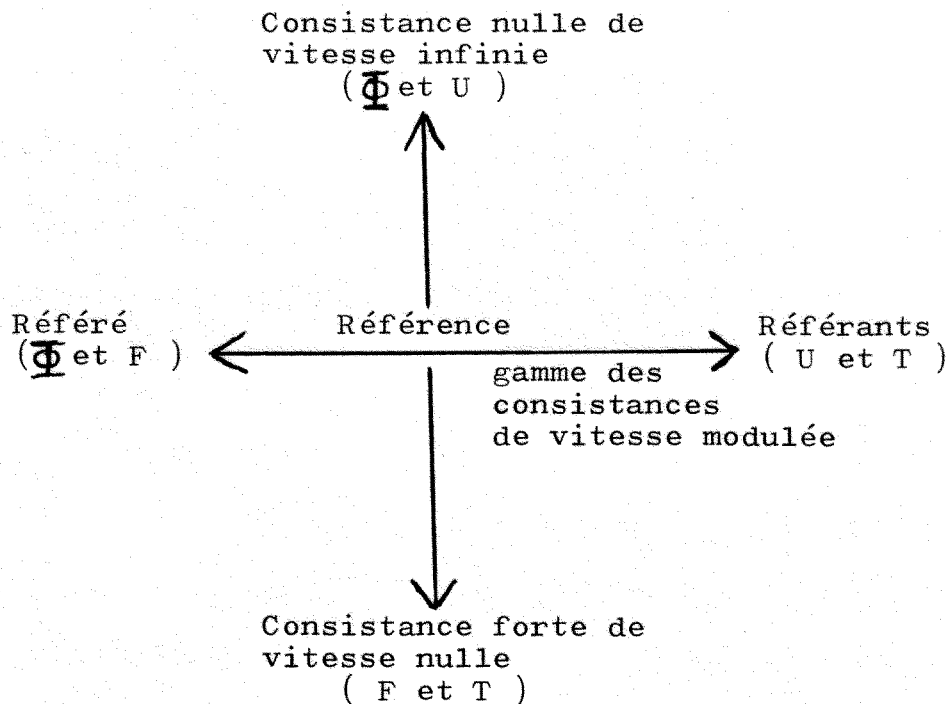 Consistance nulle de
vitesse infinie
(Φ et U )
Référé
(Φ et F )
Référence
Référants
( U et T )
gamme des
consistances
de vitesse modulée
Consistance forte de
vitesse nulle
( F et T )